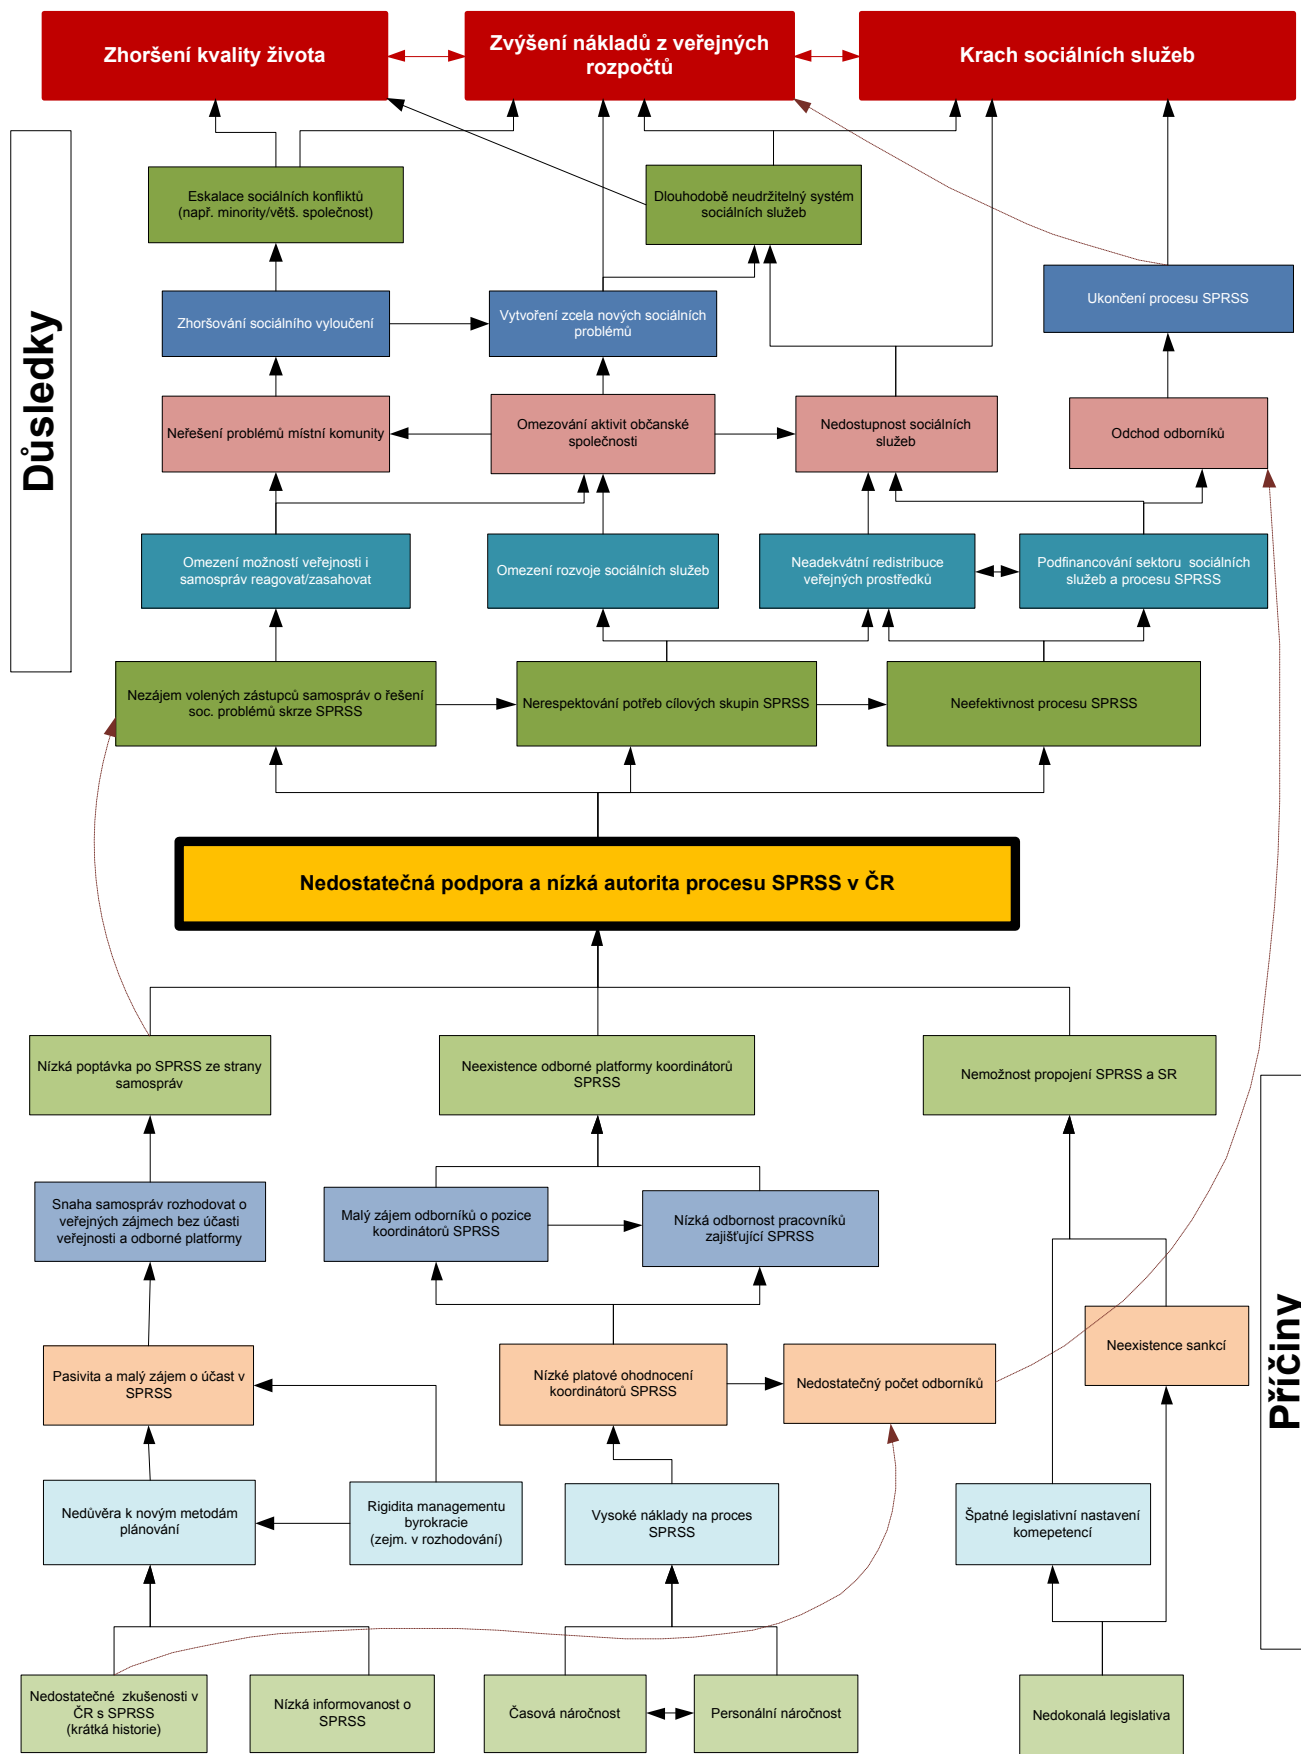 Zhoršení kvality života
Zvýšení nákladů z veřejných
rozpočtů
Krach sociálních služeb
Důsledky
Eskalace sociálních konfliktů
(např. minority/větš. společnost)
Dlouhodobě neudržitelný systém
sociálních služeb
Zhoršování sociálního vyloučení
Vytvoření zcela nových sociálních
problémů
Ukončení procesu SPRSS
Neřešení problémů místní komunity
Omezování aktivit občanské
společnosti
Nedostupnost sociálních
služeb
Odchod odborníků
Omezení možností veřejnosti i
samospráv reagovat/zasahovat
Omezení rozvoje sociálních služeb
Neadekvátní redistribuce
veřejných prostředků
Podfinancování sektoru  sociálních
služeb a procesu SPRSS
Nezájem volených zástupců samospráv o řešení
soc. problémů skrze SPRSS
Nerespektování potřeb cílových skupin SPRSS
Neefektivnost procesu SPRSS
Nedostatečná podpora a nízká autorita procesu SPRSS v ČR
Nízká poptávka po SPRSS ze strany
samospráv
Neexistence odborné platformy koordinátorů
SPRSS
Nemožnost propojení SPRSS a SR
Příčiny
Snaha samospráv rozhodovat o
veřejných zájmech bez účasti
veřejnosti a odborné platformy
Malý zájem odborníků o pozice
koordinátorů SPRSS
Nízká odbornost pracovníků
zajišťující SPRSS
Pasivita a malý zájem o účast v
SPRSS
Nízké platové ohodnocení
koordinátorů SPRSS
Nedostatečný počet odborníků
Neexistence sankcí
Nedůvěra k novým metodám
plánování
Rigidita managementu
byrokracie
(zejm. v rozhodování)
Vysoké náklady na proces
SPRSS
Špatné legislativní nastavení
komepetencí
Nedostatečné  zkušenosti v
ČR s SPRSS
(krátká historie)
Nízká informovanost o
SPRSS
Časová náročnost
Personální náročnost
Nedokonalá legislativa